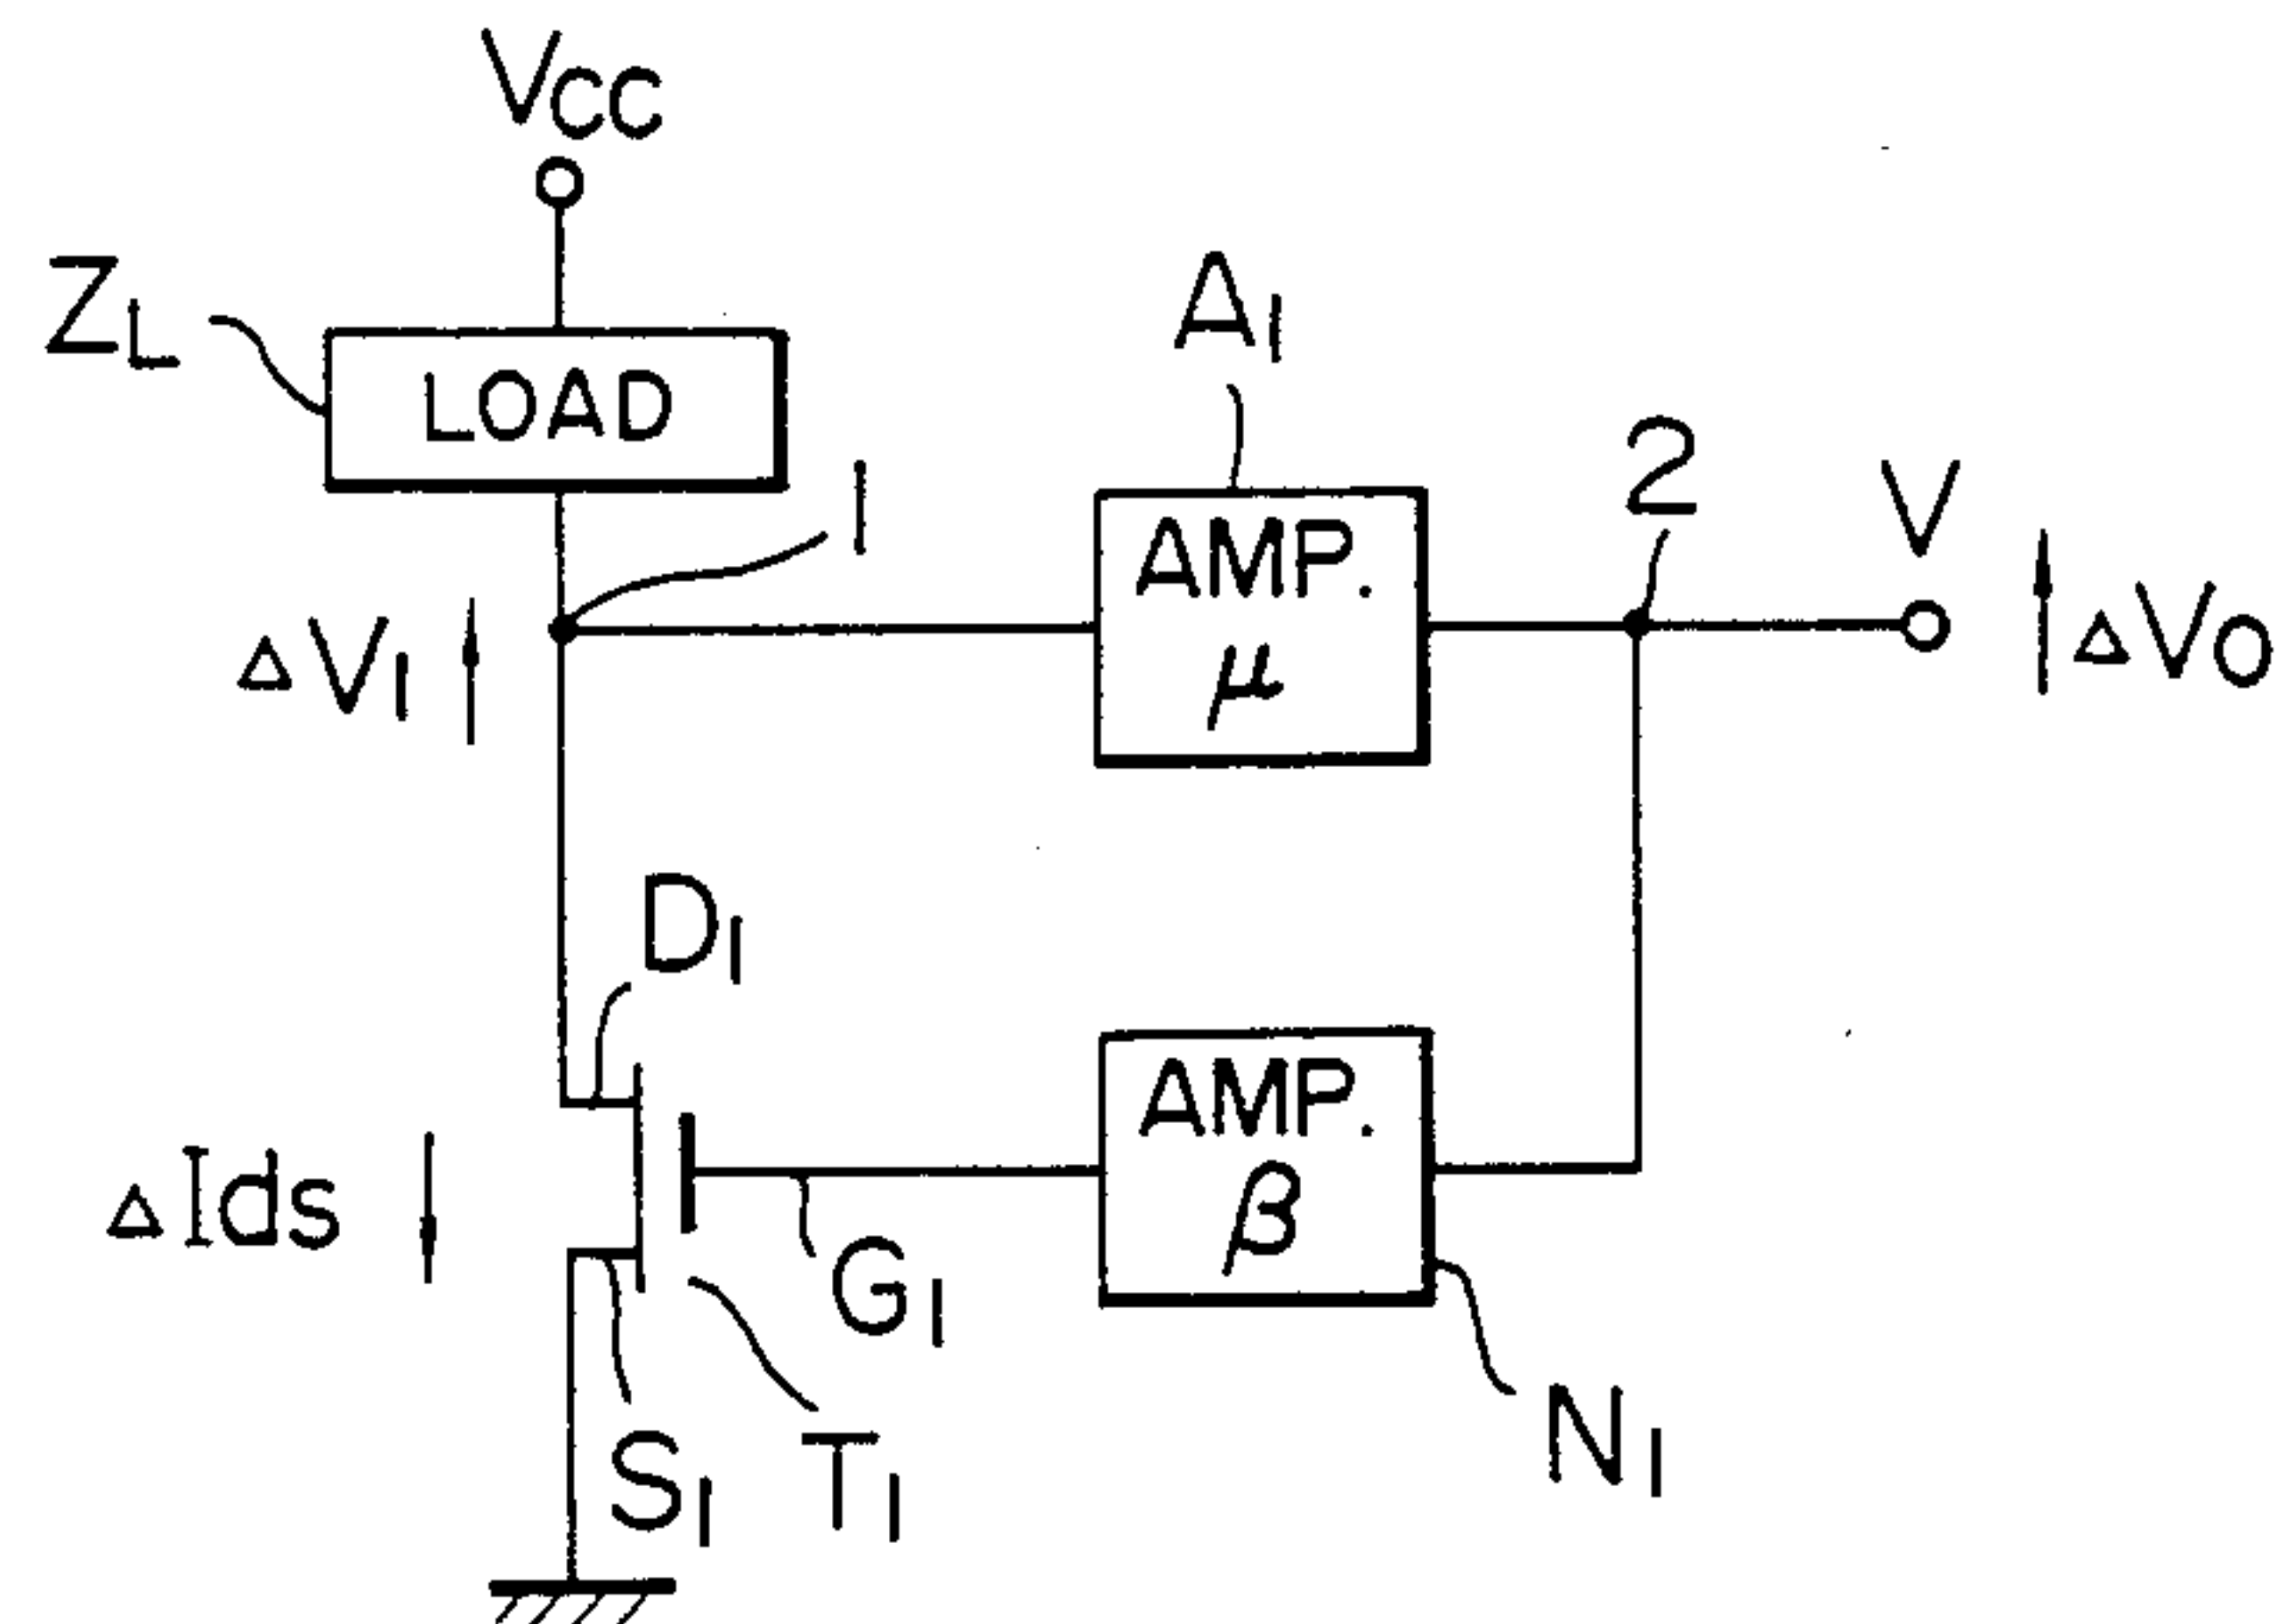 Vcc
ZL
LOAD
A1
1
2
V
AMP.
μ
ΔV1
ΔVo
D1
AMP.
β
ΔIds
G1
S1
T1
N1